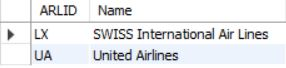 ARLID Name
LX SWISS International Air Lines
UA United Airlines